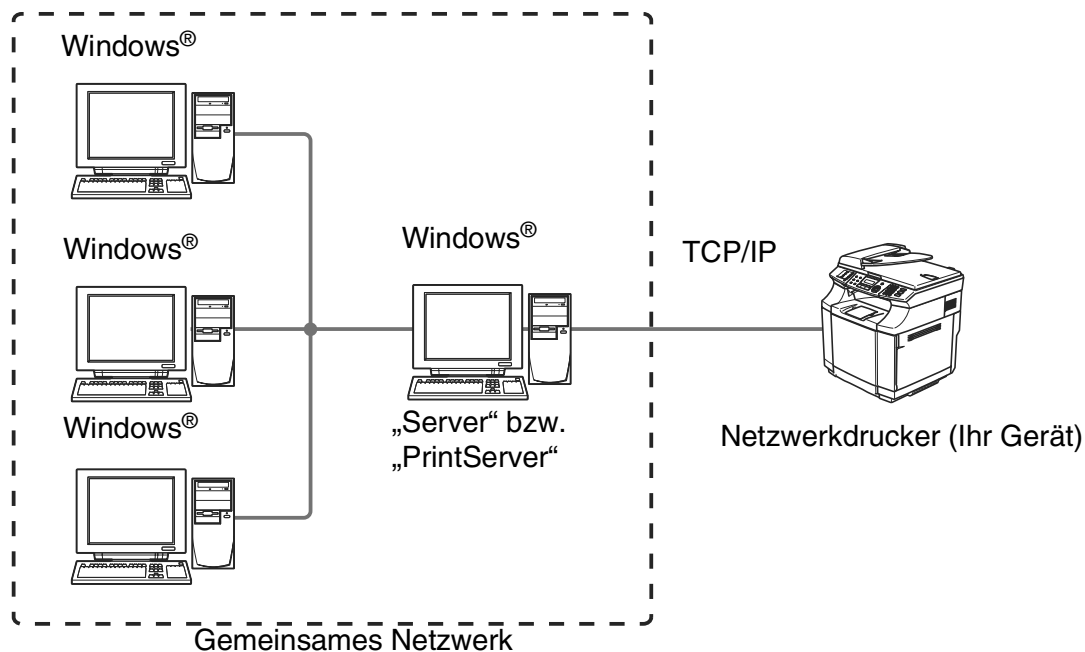 Windows®
Windows®
Windows®
Windows®
TCP/IP
„Server“ bzw.
„PrintServer“
Netzwerkdrucker (Ihr Gerät)
Gemeinsames Netzwerk